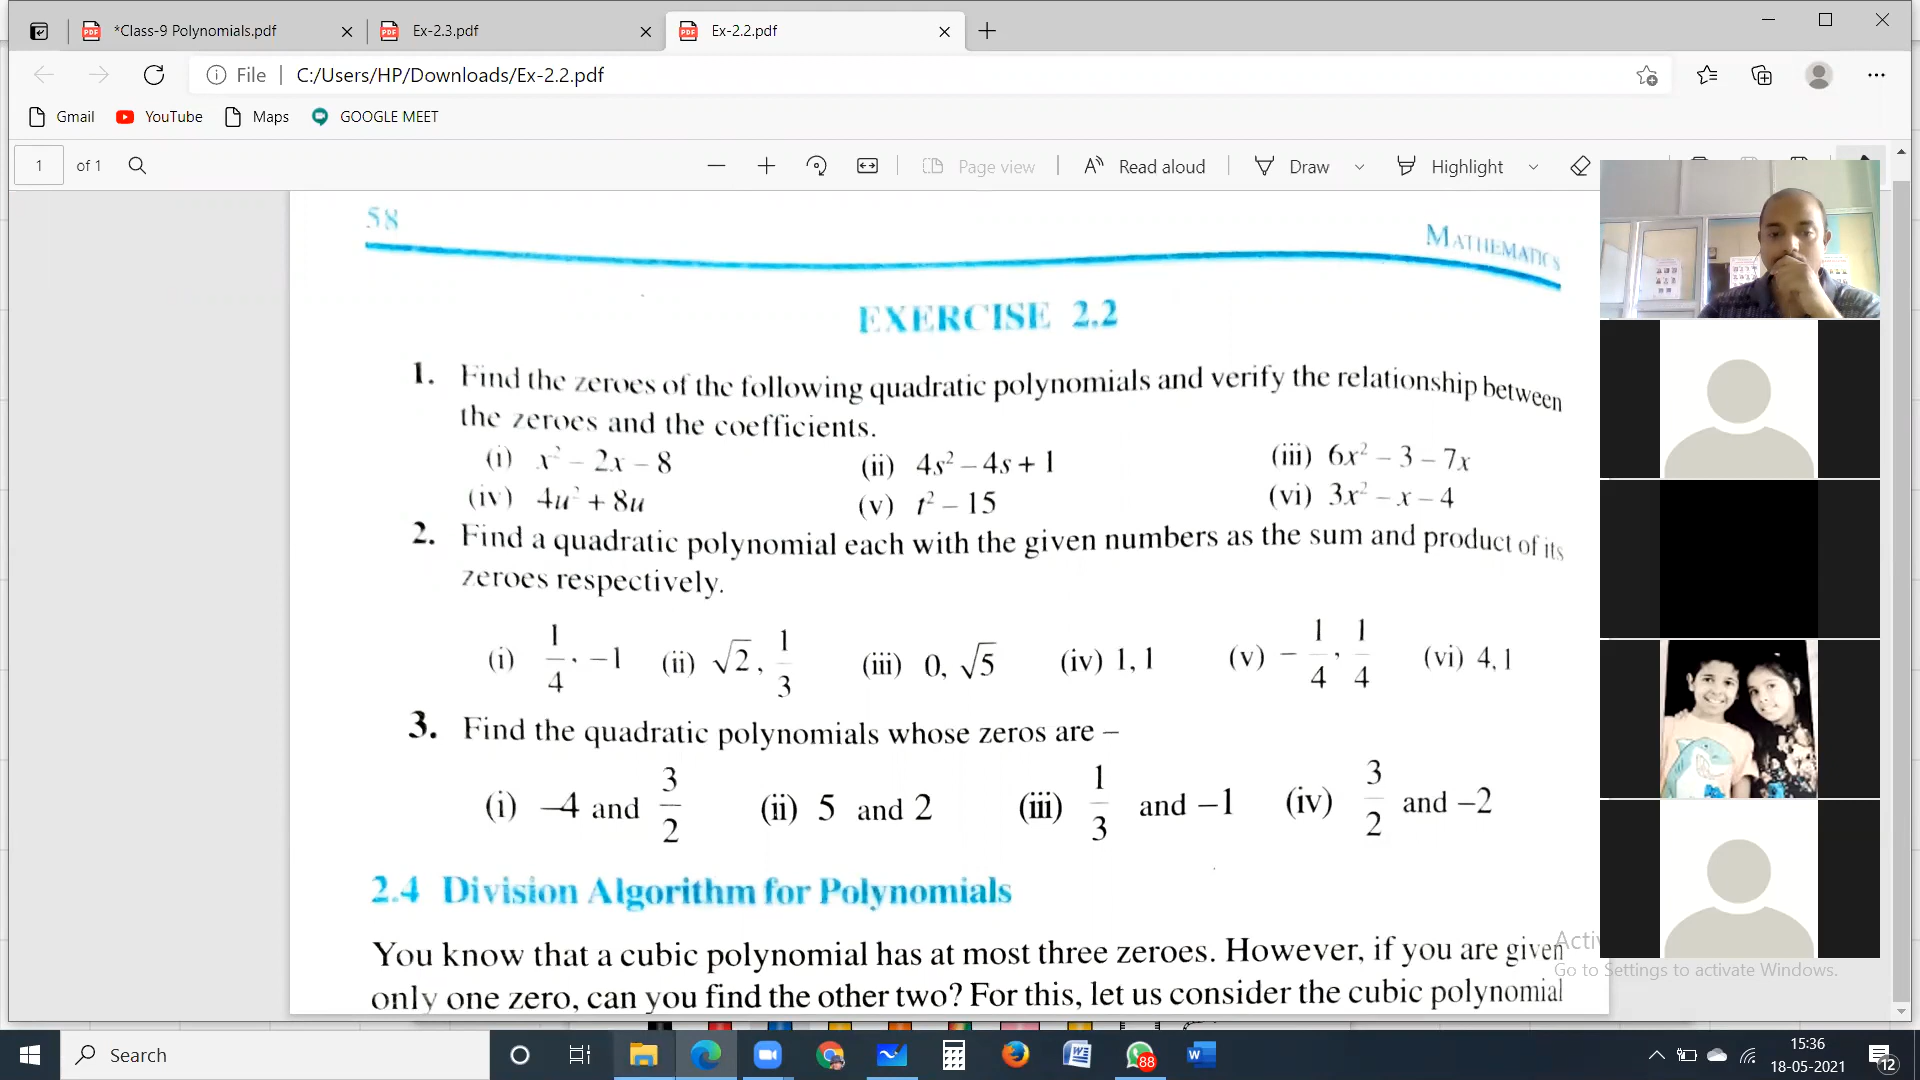 *Class-9 Polynomials.pdf
Ex-2.3.pdf
Ex-2.2.pdf
File C:/Users/HP/Downloads/Ex-2.2.pdf
Gmail YouTube Maps GOOGLE MEET
1 of 1 Page view Read aloud Draw Highlight
58
MATHEMATICS
EXERCISE 2.2
1. Find the zeroes of the following quadratic polynomials and verify the relationship between
the zeroes and the coefficients.
(i) x² – 2x – 8 (ii) 4s² – 4s + 1 (iii) 6x² – 3 – 7x
(iv) 4u² + 8u (v) t² – 15 (vi) 3x² – x – 4
2. Find a quadratic polynomial each with the given numbers as the sum and product of its
zeroes respectively.
(i) 1/4, –1 (ii) √2, 1/3 (iii) 0, √5 (iv) 1, 1 (v) –1/4, 1/4 (vi) 4, 1
3. Find the quadratic polynomials whose zeros are –
(i) –4 and 3/2 (ii) 5 and 2 (iii) 1/3 and –1 (iv) 3/2 and –2
2.4 Division Algorithm for Polynomials
You know that a cubic polynomial has at most three zeroes. However, if you are given
only one zero, can you find the other two? For this, let us consider the cubic polynomial
Go to Settings to activate Windows.
Search
88
15:36
18-05-2021
12